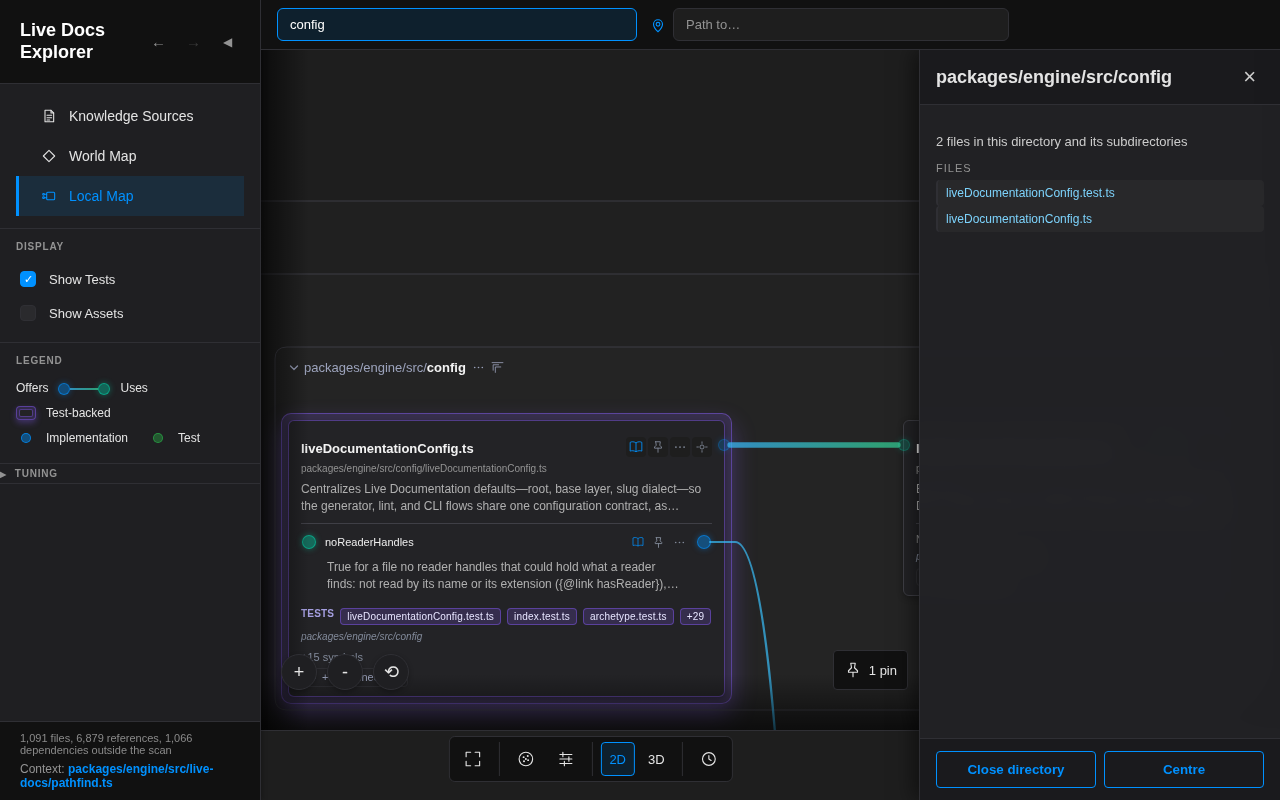 Live Docs
Explorer
← → ◀
Knowledge Sources
World Map
Local Map
DISPLAY
Show Tests
Show Assets
LEGEND
Offers Uses
Test-backed
Implementation Test
TUNING
1,091 files, 6,879 references, 1,066
dependencies outside the scan
Context: packages/engine/src/live-
docs/pathfind.ts
config
Path to…
packages/engine/src/config ···
liveDocumentationConfig.ts
packages/engine/src/config/liveDocumentationConfig.ts
Centralizes Live Documentation defaults—root, base layer, slug dialect—so
the generator, lint, and CLI flows share one configuration contract, as…
noReaderHandles
True for a file no reader handles that could hold what a reader
finds: not read by its name or its extension ({@link hasReader}),…
TESTS liveDocumentationConfig.test.ts index.test.ts archetype.test.ts +29
packages/engine/src/config
+ - ⟲
1 pin
2D 3D
packages/engine/src/config ×
2 files in this directory and its subdirectories
FILES
liveDocumentationConfig.test.ts
liveDocumentationConfig.ts
Close directory Centre